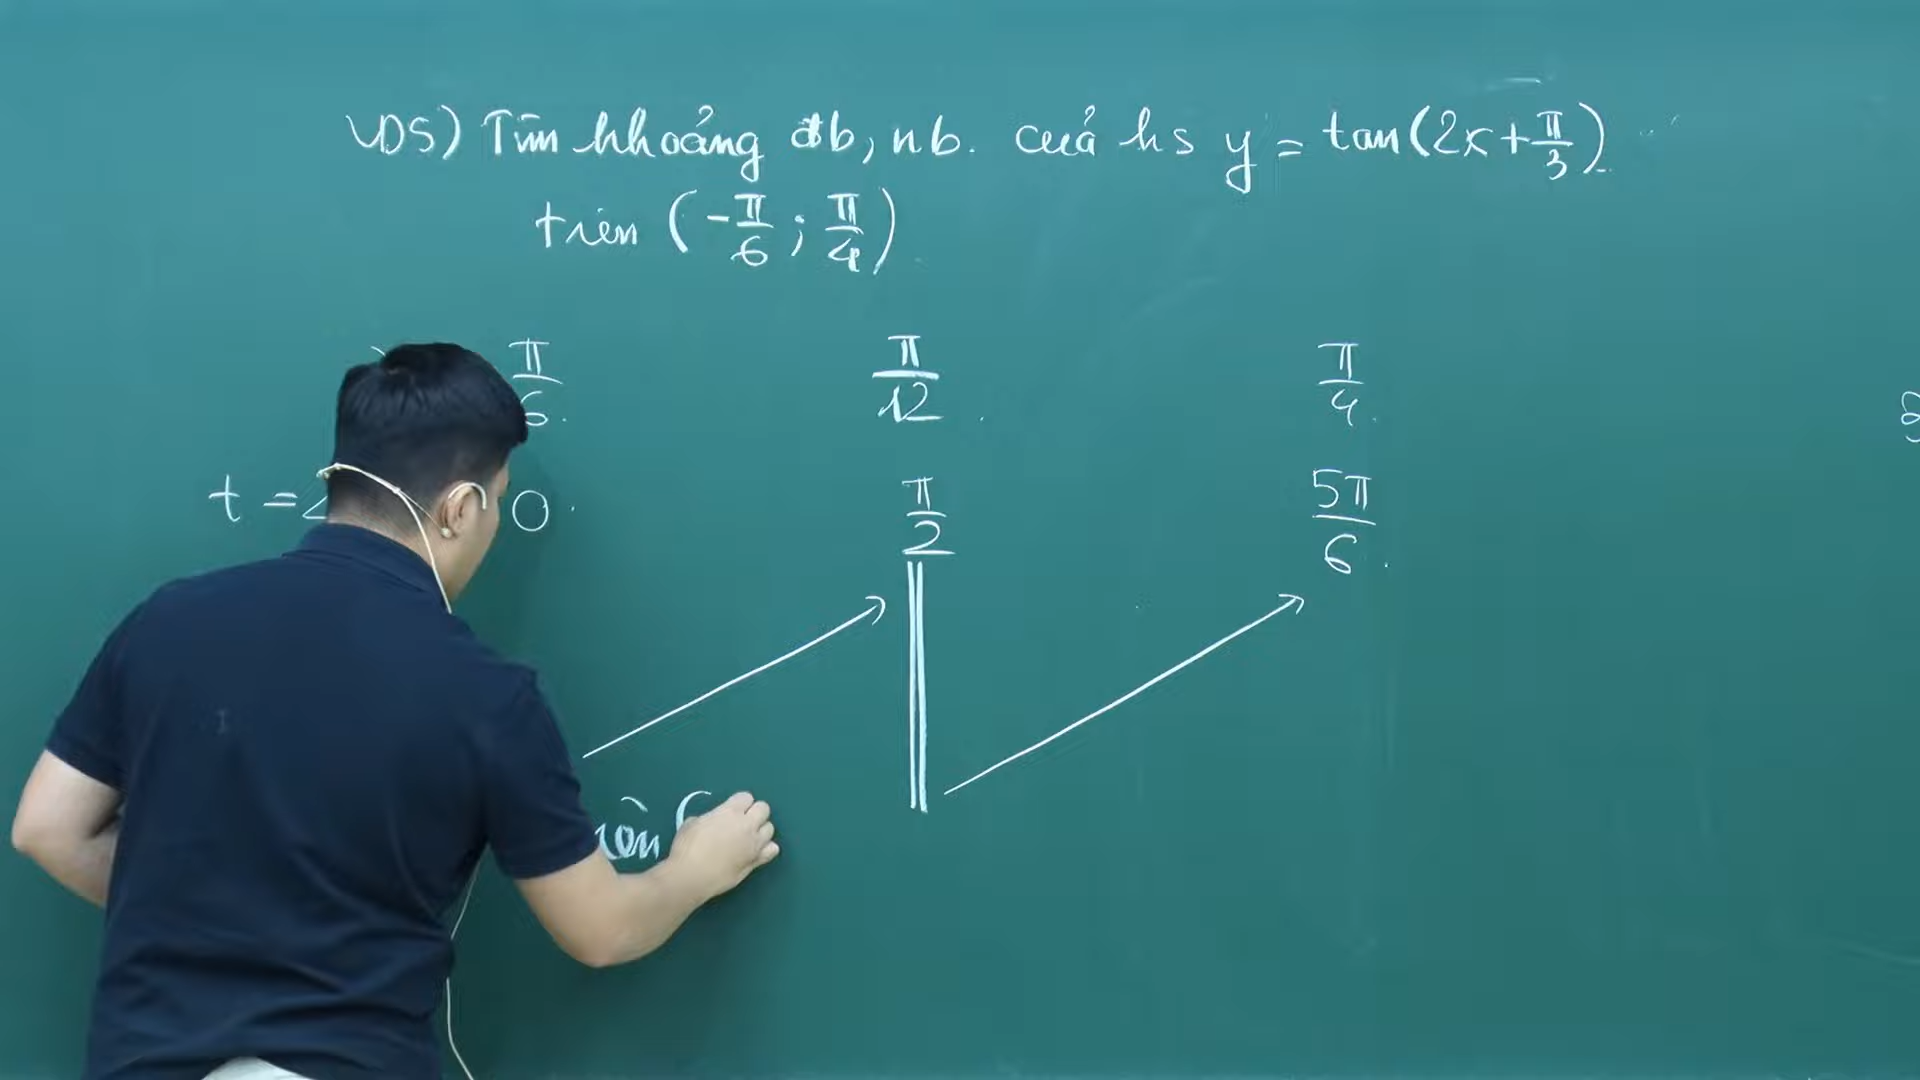 VD5) Tìm khoảng đb, nb. của hs y = tan(2x + π/3)
trên (-π/6 ; π/4)
π/6 π/12 π/4
t = 2 0 π/2 5π/6